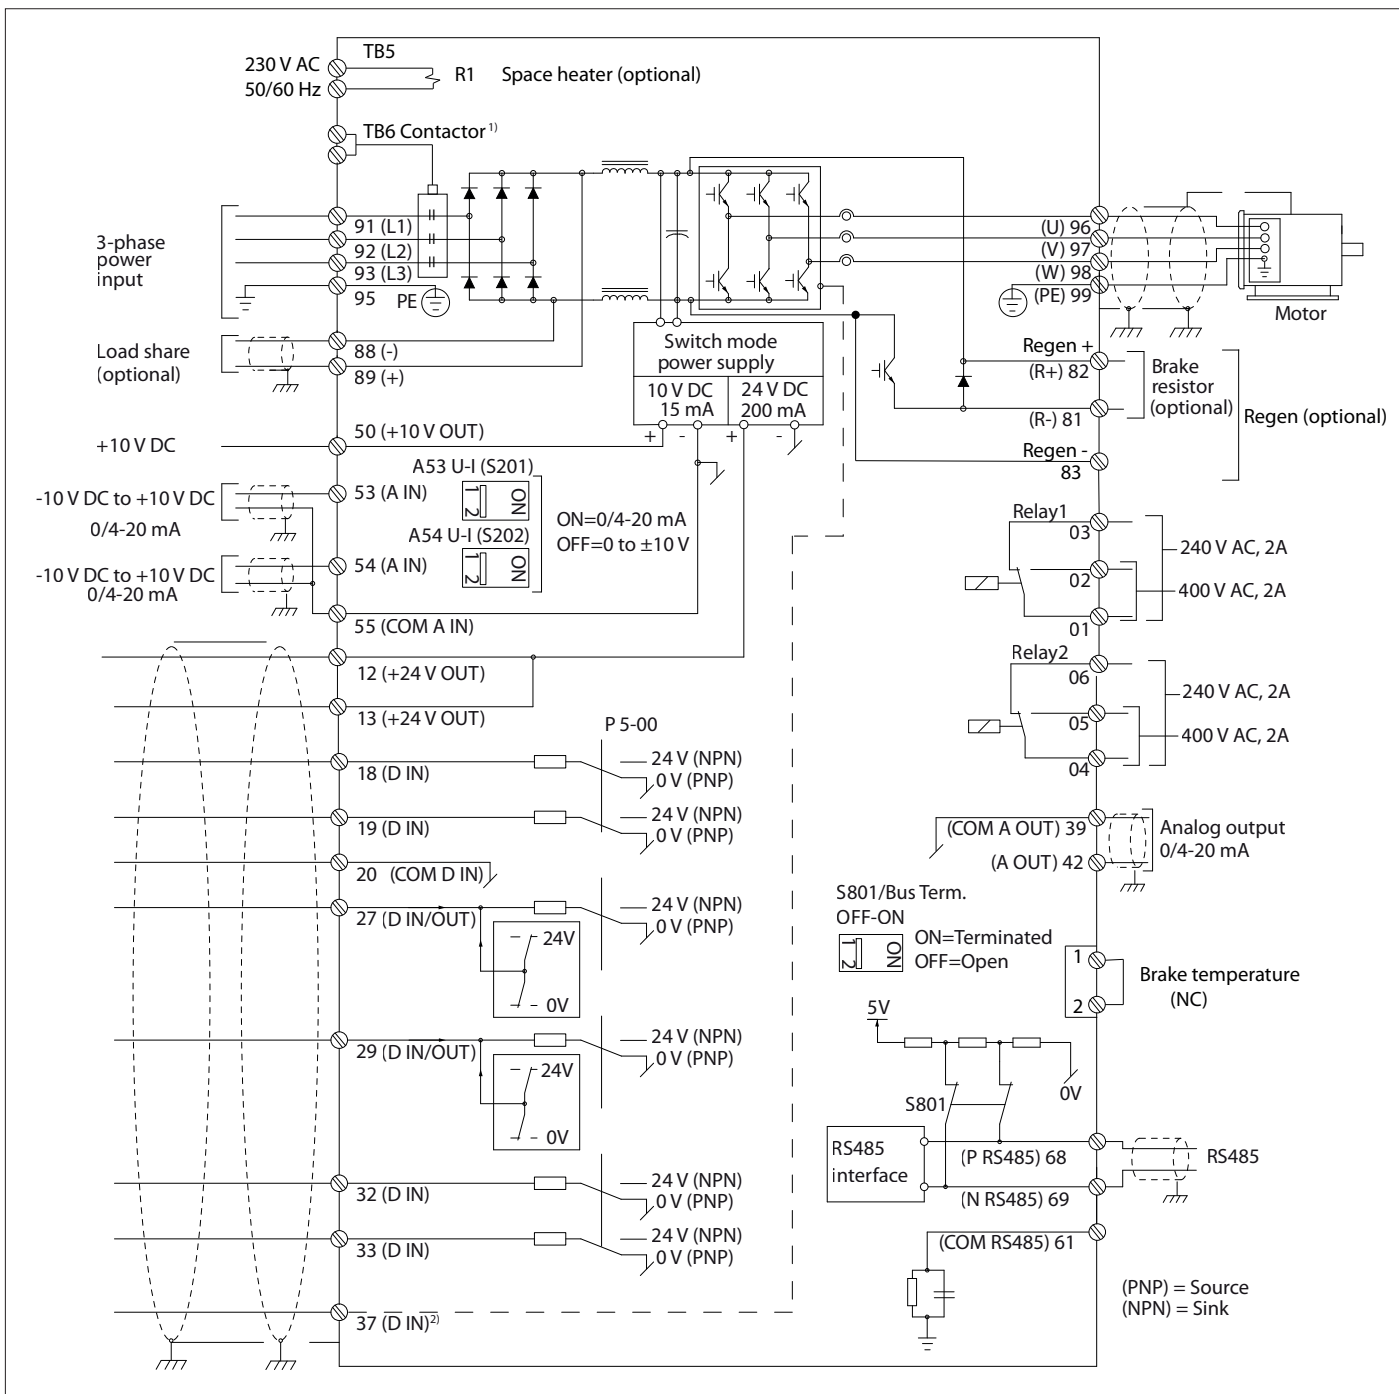 TB5
230 V AC
50/60 Hz
R1
Space heater (optional)
TB6 Contactor 1)
3-phase
power
input
91 (L1)
92 (L2)
93 (L3)
95
PE
(U) 96
(V) 97
(W) 98
(PE) 99
Motor
Load share
(optional)
88 (-)
89 (+)
Switch mode
power supply
10 V DC
15 mA
24 V DC
200 mA
+
-
+
-
Regen +
(R+) 82
(R-) 81
Brake
resistor
(optional)
Regen (optional)
Regen -
83
+10 V DC
50 (+10 V OUT)
A53 U-I (S201)
ON
1 2
-10 V DC to +10 V DC
0/4-20 mA
53 (A IN)
A54 U-I (S202)
ON
1 2
ON=0/4-20 mA
OFF=0 to ±10 V
-10 V DC to +10 V DC
0/4-20 mA
54 (A IN)
55 (COM A IN)
Relay1
03
02
01
240 V AC, 2A
400 V AC, 2A
Relay2
06
05
04
240 V AC, 2A
400 V AC, 2A
12 (+24 V OUT)
13 (+24 V OUT)
P 5-00
18 (D IN)
24 V (NPN)
0 V (PNP)
19 (D IN)
24 V (NPN)
0 V (PNP)
20 (COM D IN)
27 (D IN/OUT)
24 V (NPN)
0 V (PNP)
24V
0V
29 (D IN/OUT)
24 V (NPN)
0 V (PNP)
24V
0V
32 (D IN)
24 V (NPN)
0 V (PNP)
33 (D IN)
24 V (NPN)
0 V (PNP)
37 (D IN) 2)
(COM A OUT) 39
(A OUT) 42
Analog output
0/4-20 mA
S801/Bus Term.
OFF-ON
ON
1 2
ON=Terminated
OFF=Open
1
2
Brake temperature
(NC)
5V
0V
S801
RS485
interface
(P RS485) 68
(N RS485) 69
RS485
(COM RS485) 61
(PNP) = Source
(NPN) = Sink